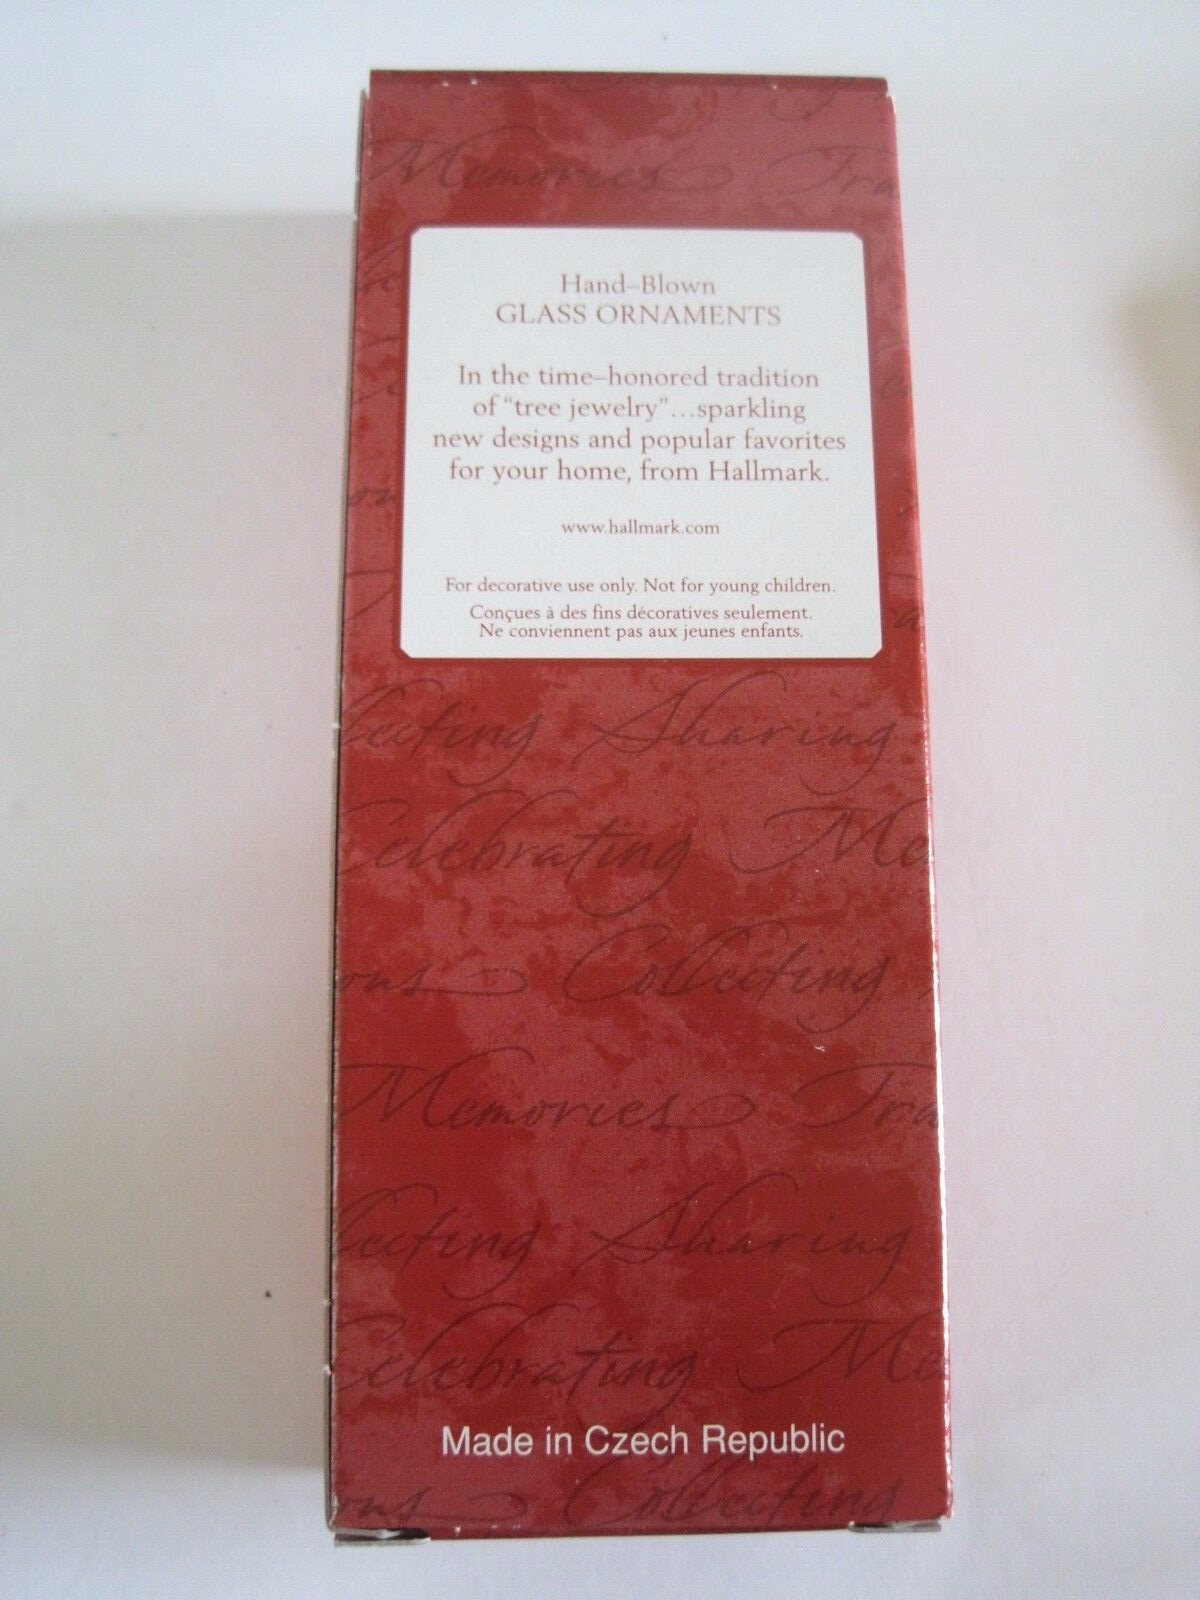 Memories
Hand–Blown
GLASS ORNAMENTS
In the time–honored tradition
of “tree jewelry”...sparkling
new designs and popular favorites
for your home, from Hallmark.
www.hallmark.com
For decorative use only. Not for young children.
Conçues à des fins décoratives seulement.
Ne conviennent pas aux jeunes enfants.
Sharing
Celebrating
Collecting
Memories
Sharing
Celebrating
Made in Czech Republic
Collecting